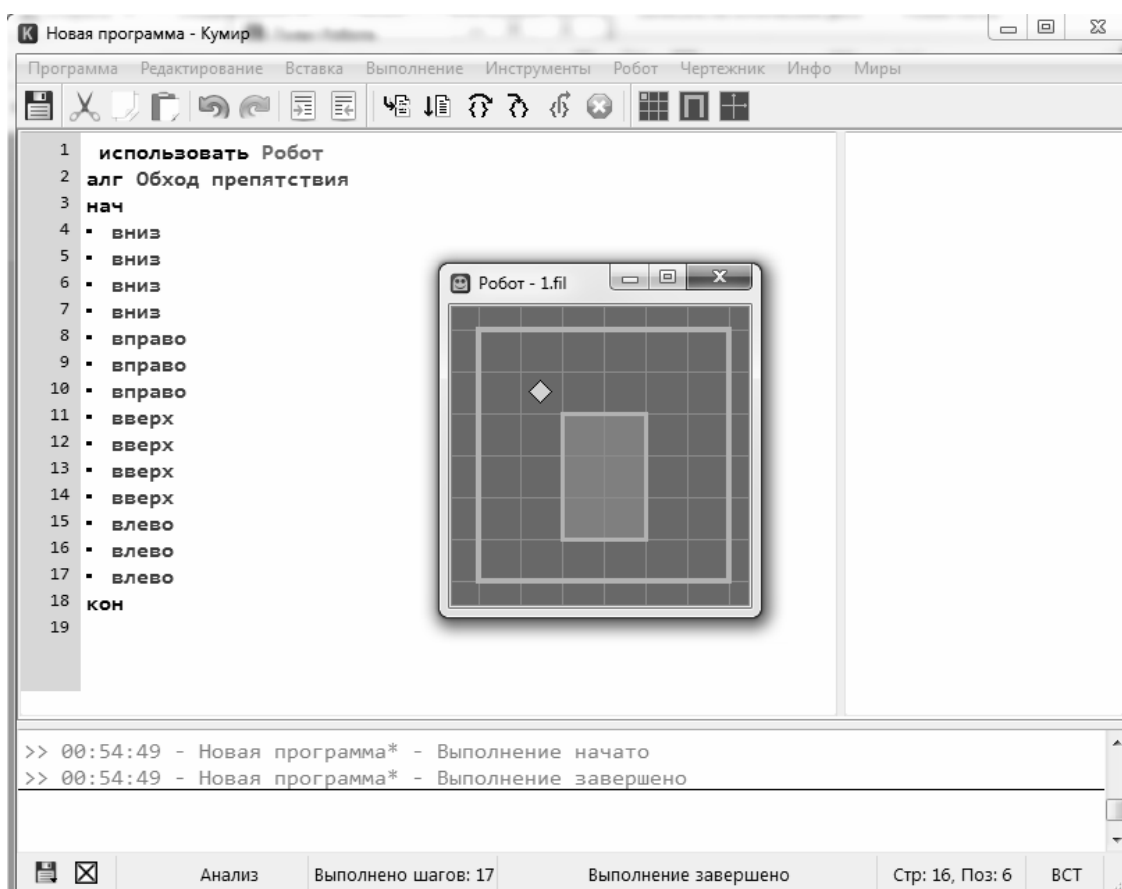 Новая программа - Кумир
Программа Редактирование Вставка Выполнение Инструменты Робот Чертежник Инфо Миры
1 использовать Робот
2 алг Обход препятствия
3 нач
4 вниз
5 вниз
6 вниз
7 вниз
8 вправо
9 вправо
10 вправо
11 вверх
12 вверх
13 вверх
14 вверх
15 влево
16 влево
17 влево
18 кон
19
Робот - 1.fil
>> 00:54:49 - Новая программа* - Выполнение начато
>> 00:54:49 - Новая программа* - Выполнение завершено
Анализ Выполнено шагов: 17 Выполнение завершено Стр: 16, Поз: 6 ВСТ